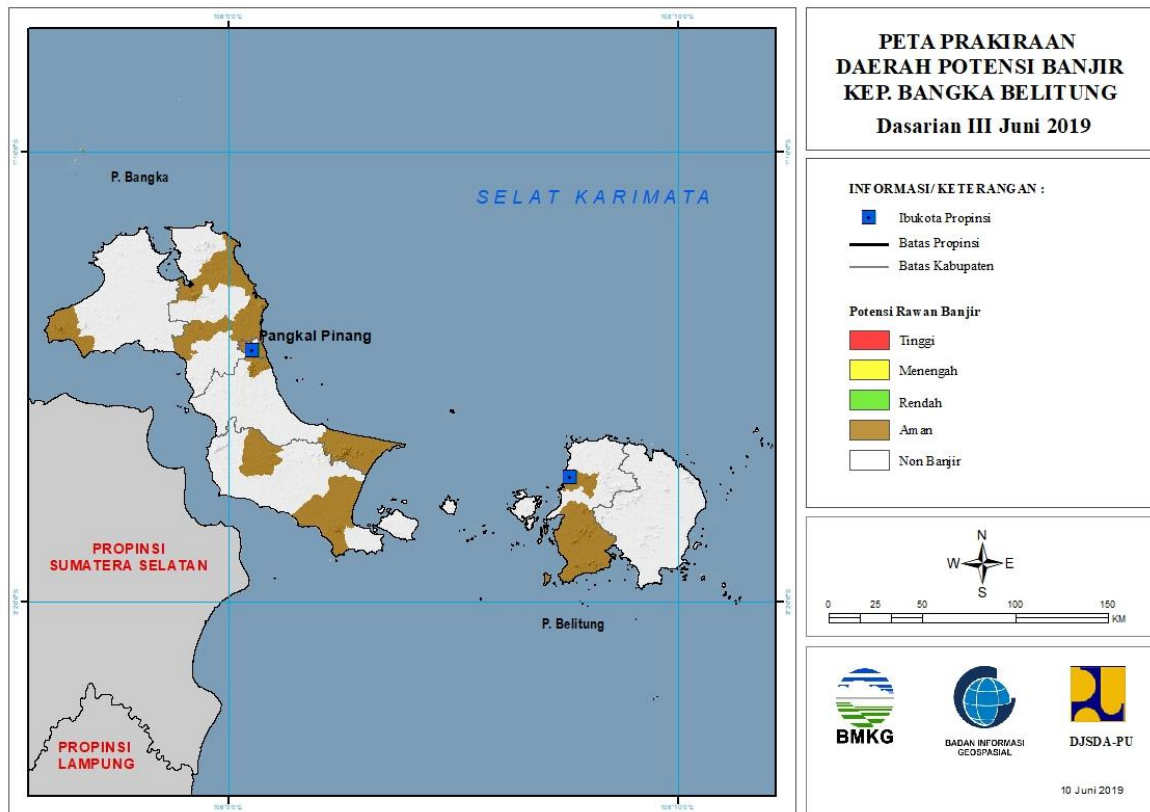 PETA PRAKIRAAN
DAERAH POTENSI BANJIR
KEP. BANGKA BELITUNG
Dasarian III Juni 2019
P. Bangka
SELAT KARIMATA
Pangkal Pinang
PROPINSI
SUMATERA SELATAN
P. Belitung
PROPINSI
LAMPUNG
INFORMASI/ KETERANGAN :
Ibukota Propinsi
Batas Propinsi
Batas Kabupaten
Potensi Rawan Banjir
Tinggi
Menengah
Rendah
Aman
Non Banjir
N
W E
S
0 25 50 100 150
KM
BMKG
BADAN INFORMASI
GEOSPASIAL
DJSDA-PU
10 Juni 2019